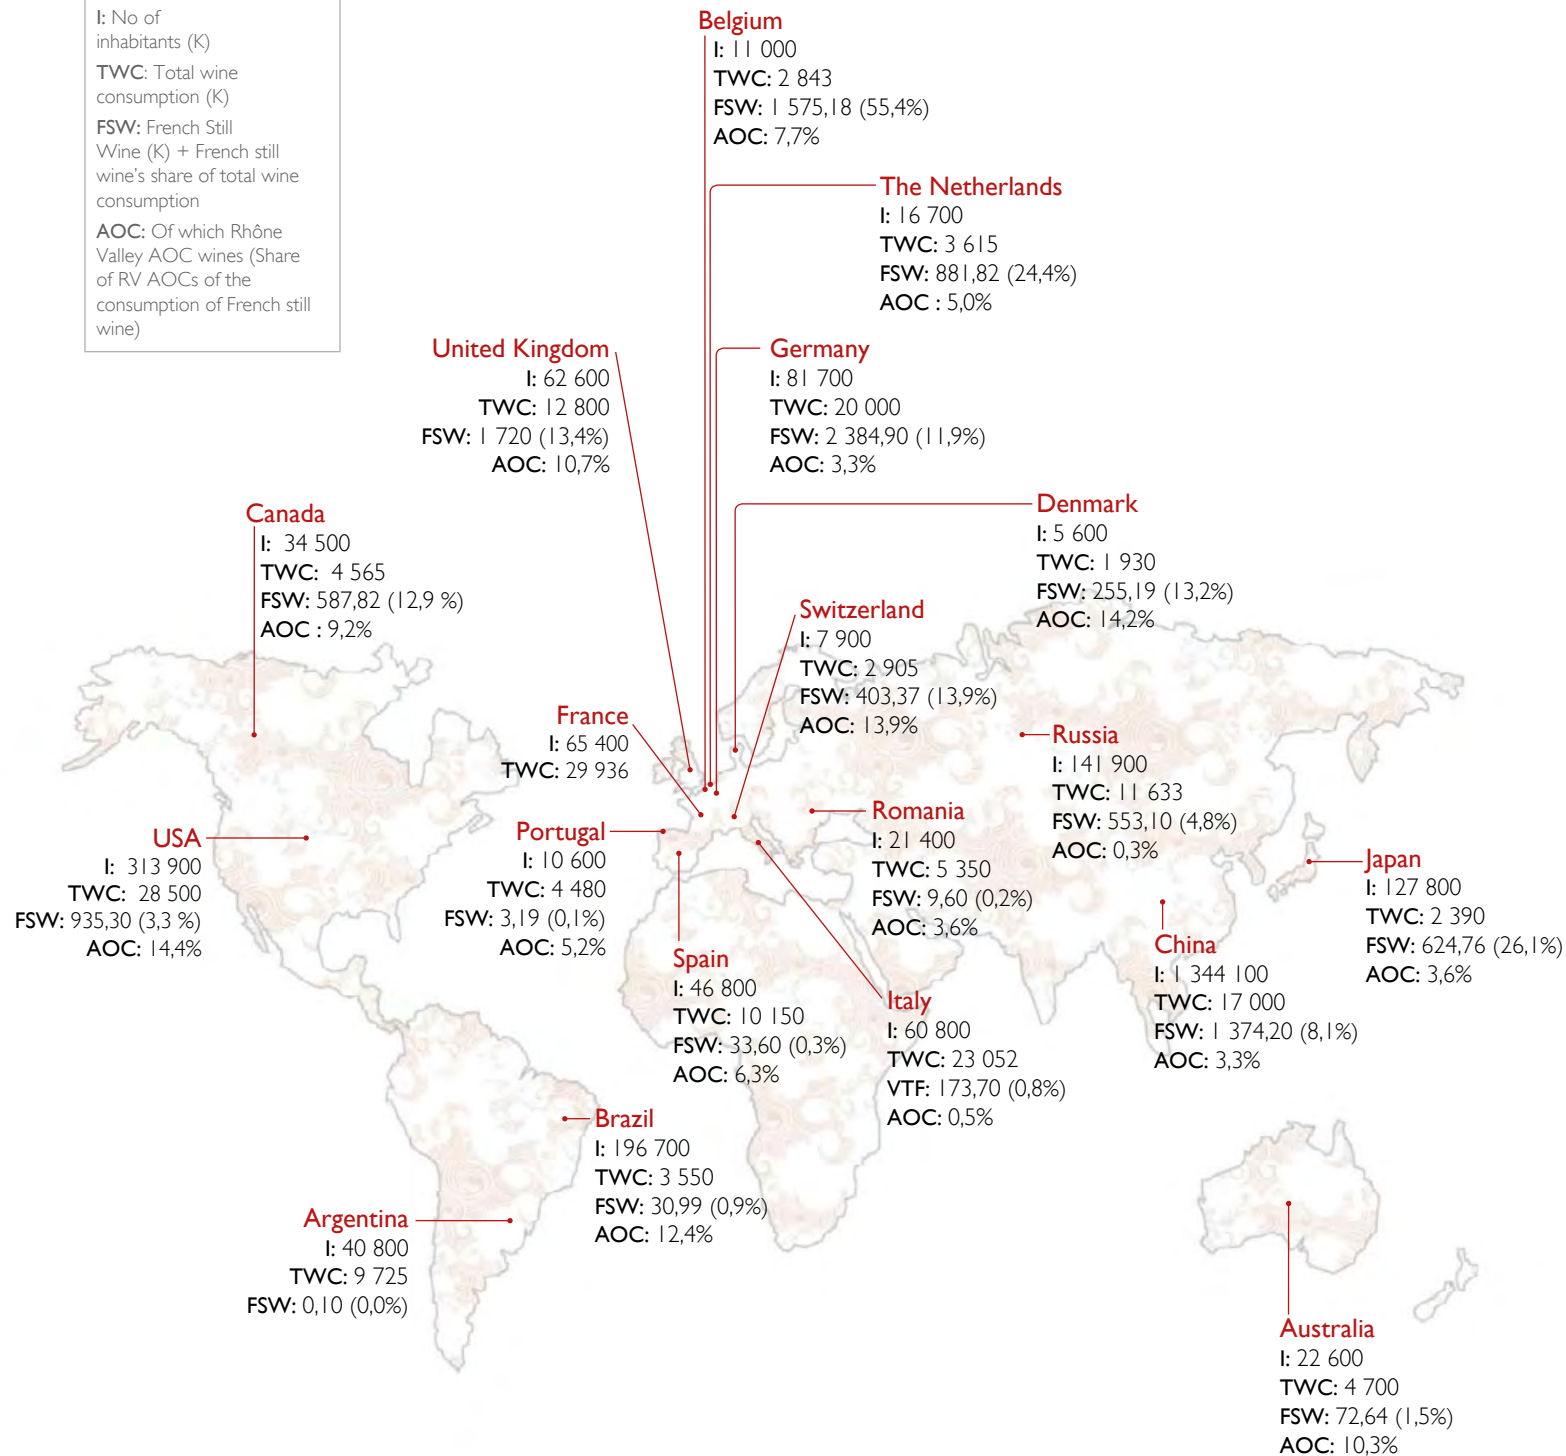 I: No of
inhabitants (K)
TWC: Total wine
consumption (K)
FSW: French Still
Wine (K) + French still
wine's share of total wine
consumption
AOC: Of which Rhône
Valley AOC wines (Share
of RV AOCs of the
consumption of French still
wine)
Belgium
I: 11 000
TWC: 2 843
FSW: 1 575,18 (55,4%)
AOC: 7,7%
The Netherlands
I: 16 700
TWC: 3 615
FSW: 881,82 (24,4%)
AOC : 5,0%
United Kingdom
I: 62 600
TWC: 12 800
FSW: 1 720 (13,4%)
AOC: 10,7%
Germany
I: 81 700
TWC: 20 000
FSW: 2 384,90 (11,9%)
AOC: 3,3%
Canada
I: 34 500
TWC: 4 565
FSW: 587,82 (12,9 %)
AOC : 9,2%
Denmark
I: 5 600
TWC: 1 930
FSW: 255,19 (13,2%)
AOC: 14,2%
Switzerland
I: 7 900
TWC: 2 905
FSW: 403,37 (13,9%)
AOC: 13,9%
France
I: 65 400
TWC: 29 936
Russia
I: 141 900
TWC: 11 633
FSW: 553,10 (4,8%)
AOC: 0,3%
USA
I: 313 900
TWC: 28 500
FSW: 935,30 (3,3 %)
AOC: 14,4%
Portugal
I: 10 600
TWC: 4 480
FSW: 3,19 (0,1%)
AOC: 5,2%
Romania
I: 21 400
TWC: 5 350
FSW: 9,60 (0,2%)
AOC: 3,6%
Japan
I: 127 800
TWC: 2 390
FSW: 624,76 (26,1%)
AOC: 3,6%
Spain
I: 46 800
TWC: 10 150
FSW: 33,60 (0,3%)
AOC: 6,3%
Italy
I: 60 800
TWC: 23 052
VTF: 173,70 (0,8%)
AOC: 0,5%
China
I: 1 344 100
TWC: 17 000
FSW: 1 374,20 (8,1%)
AOC: 3,3%
Brazil
I: 196 700
TWC: 3 550
FSW: 30,99 (0,9%)
AOC: 12,4%
Argentina
I: 40 800
TWC: 9 725
FSW: 0,10 (0,0%)
Australia
I: 22 600
TWC: 4 700
FSW: 72,64 (1,5%)
AOC: 10,3%